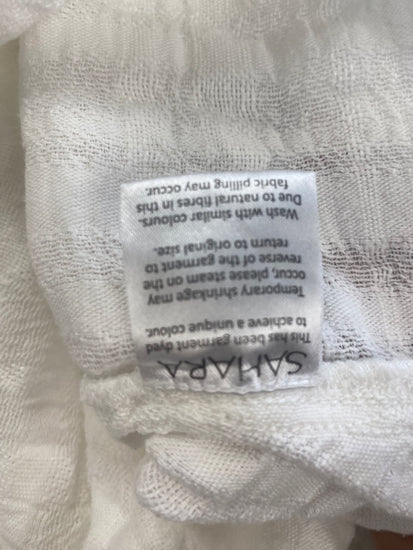 SAHARA
This has been garment dyed
to achieve a unique colour.
Temporary shrinkage may
occur, please steam on the
reverse of the garment to
return to original size.
Wash with similar colours.
Due to natural fibres in this
fabric pilling may occur.